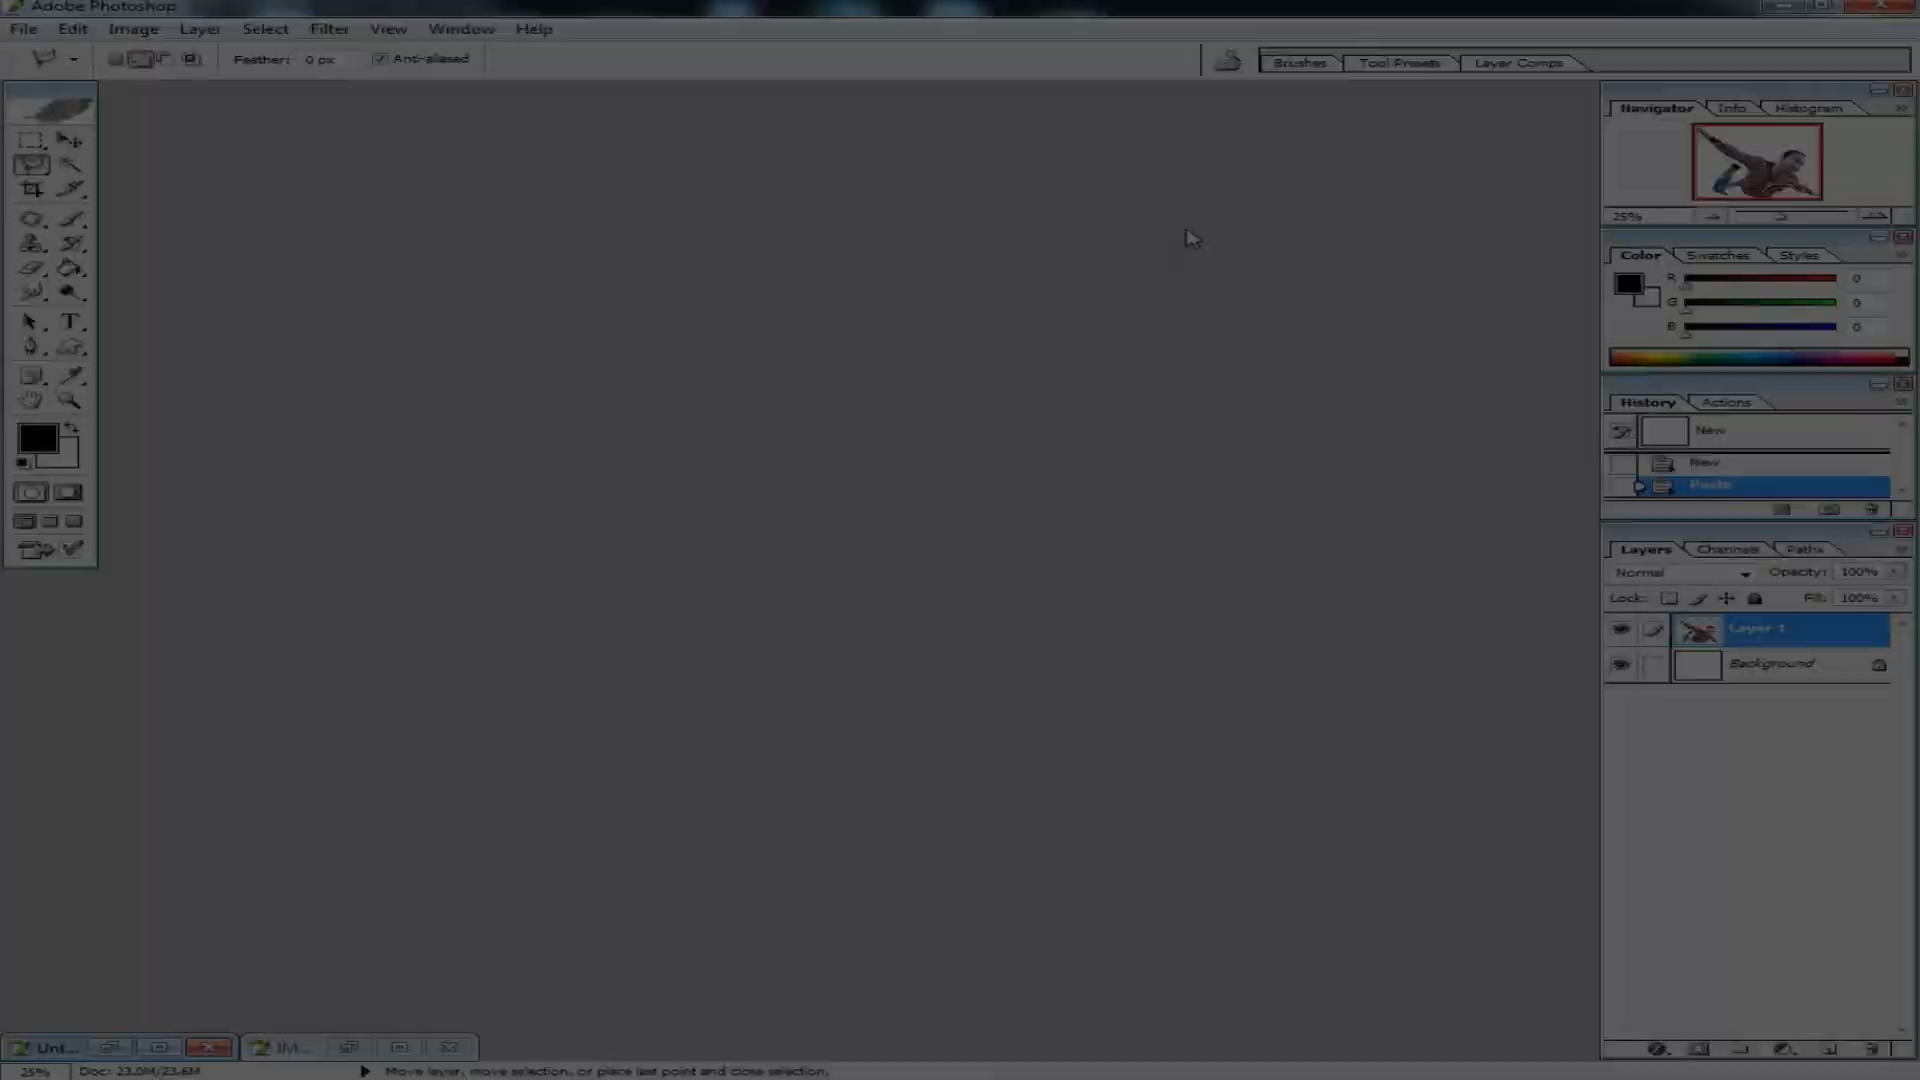 Adobe Photoshop
File Edit Image Layer Select Filter View Window Help
Feather: 0 px Anti-aliased Brushes Tool Presets Layer Comps
Navigator Info Histogram
25%
Color Swatches Styles
R 0
G 0
B 0
History Actions
New
New
Paste
Layers Channels Paths
Normal Opacity: 100%
Lock: Fill: 100%
Layer 1
Background
T
Unt... IM...
25% Doc: 23.0M/23.6M Move layer, move selection, or place last point and close selection.